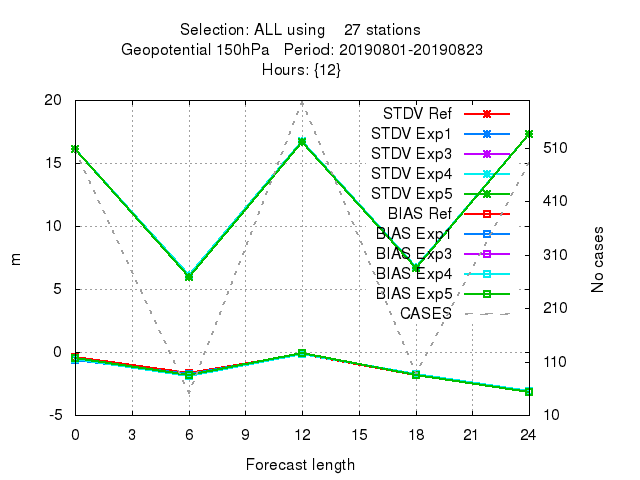 Selection: ALL using    27 stations
Geopotential 150hPa   Period: 20190801-20190823
Hours: {12}
20
15
10
5
0
-5
m
STDV Ref
STDV Exp1
STDV Exp3
STDV Exp4
STDV Exp5
BIAS Ref
BIAS Exp1
BIAS Exp3
BIAS Exp4
BIAS Exp5
CASES
510
410
310
210
110
10
No cases
0 3 6 9 12 15 18 21 24
Forecast length